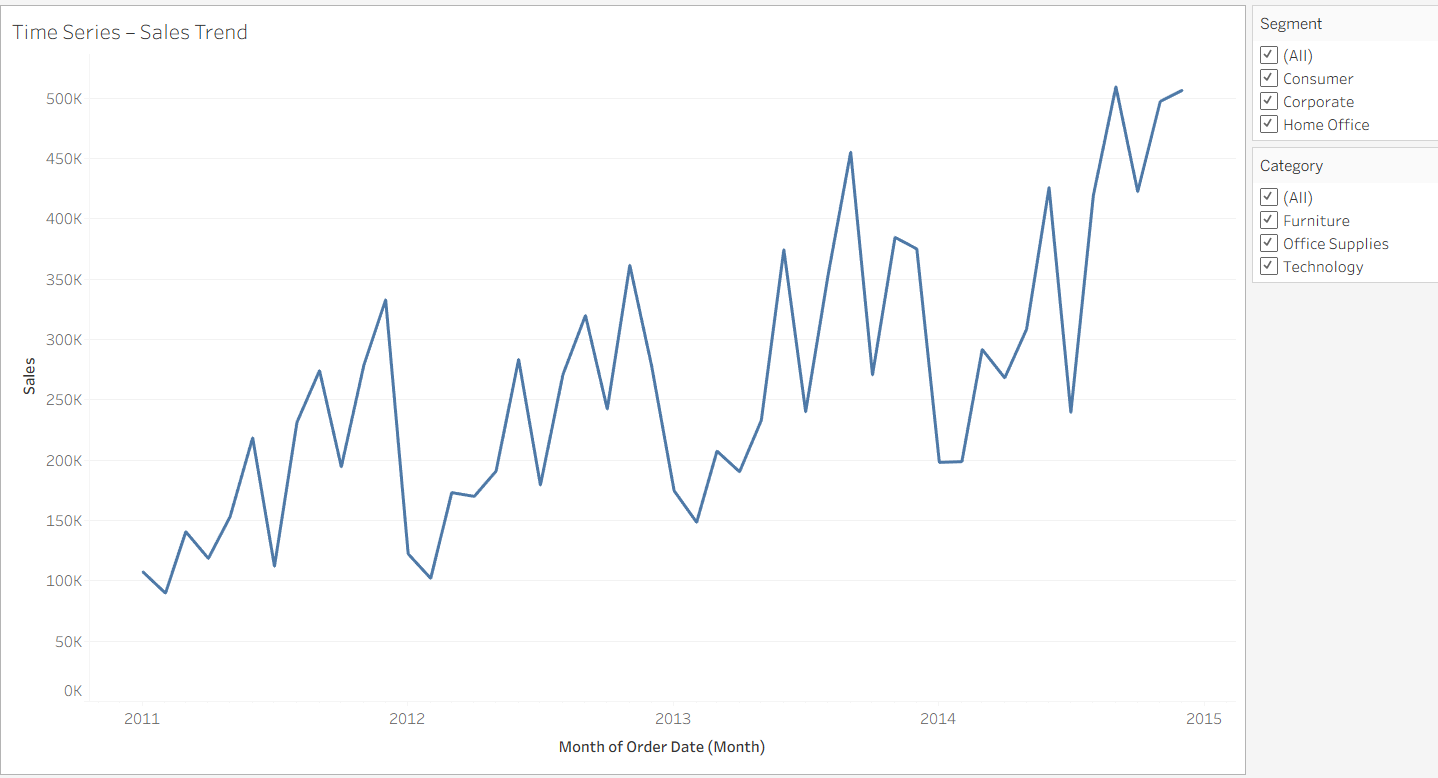 Time Series – Sales Trend
500K
450K
400K
350K
300K
250K
200K
150K
100K
50K
0K
Sales
2011 2012 2013 2014 2015
Month of Order Date (Month)
Segment
(All)
Consumer
Corporate
Home Office
Category
(All)
Furniture
Office Supplies
Technology